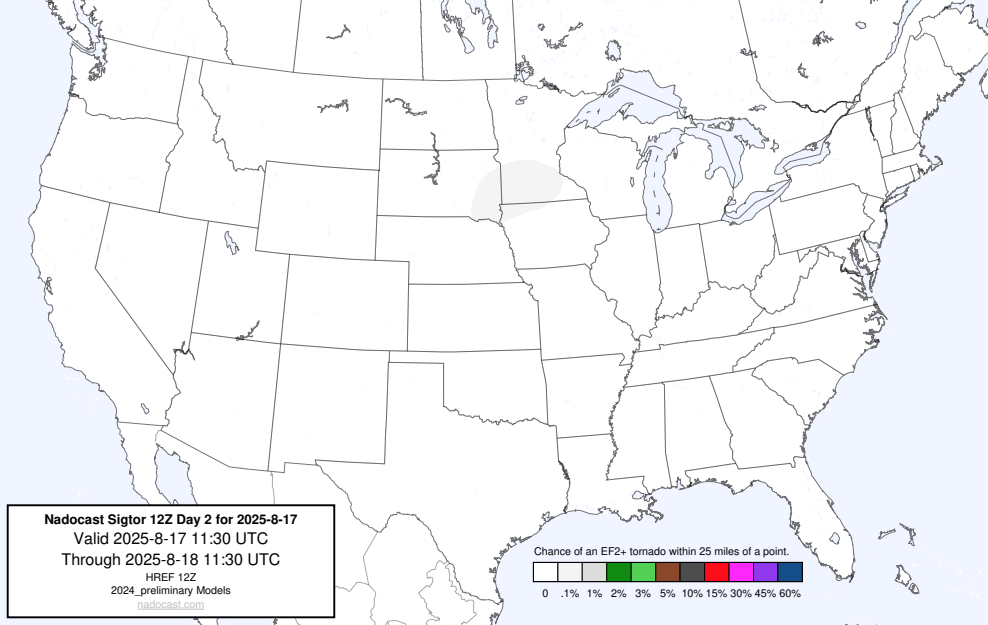 Nadocast Sigtor 12Z Day 2 for 2025-8-17
Valid 2025-8-17 11:30 UTC
Through 2025-8-18 11:30 UTC
HREF 12Z
2024_preliminary Models
nadocast.com
Chance of an EF2+ tornado within 25 miles of a point.
0 .1% 1% 2% 3% 5% 10% 15% 30% 45% 60%